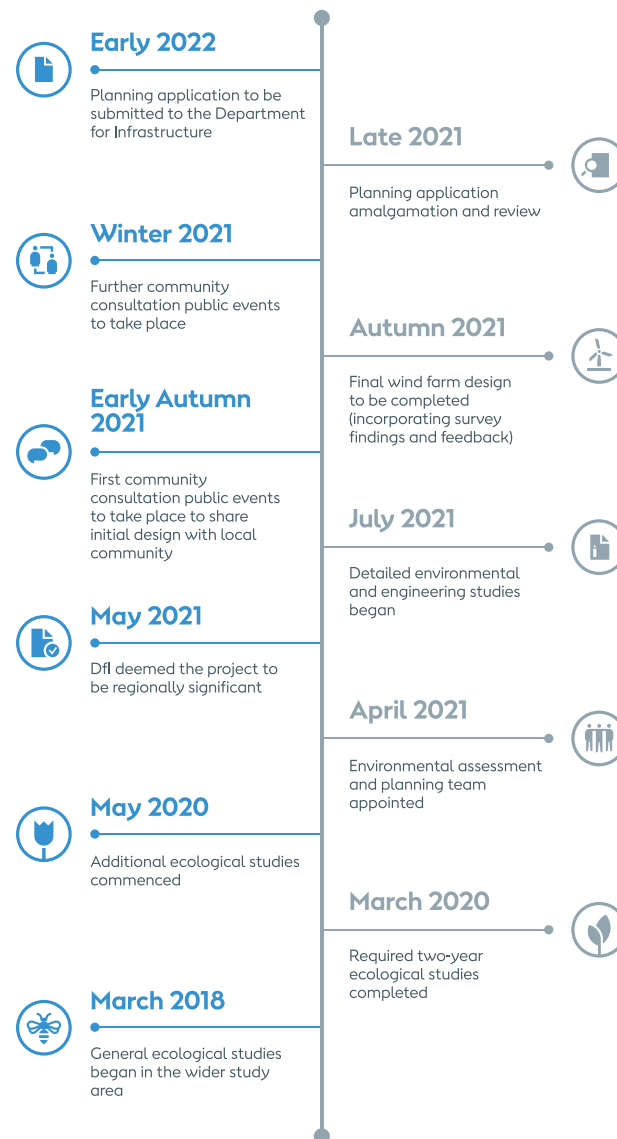 Early 2022
Planning application to be
submitted to the Department
for Infrastructure
Late 2021
Planning application
amalgamation and review
Winter 2021
Further community
consultation public events
to take place
Autumn 2021
Final wind farm design
to be completed
(incorporating survey
findings and feedback)
Early Autumn
2021
First community
consultation public events
to take place to share
initial design with local
community
July 2021
Detailed environmental
and engineering studies
began
May 2021
DfI deemed the project to
be regionally significant
April 2021
Environmental assessment
and planning team
appointed
May 2020
Additional ecological studies
commenced
March 2020
Required two-year
ecological studies
completed
March 2018
General ecological studies
began in the wider study
area